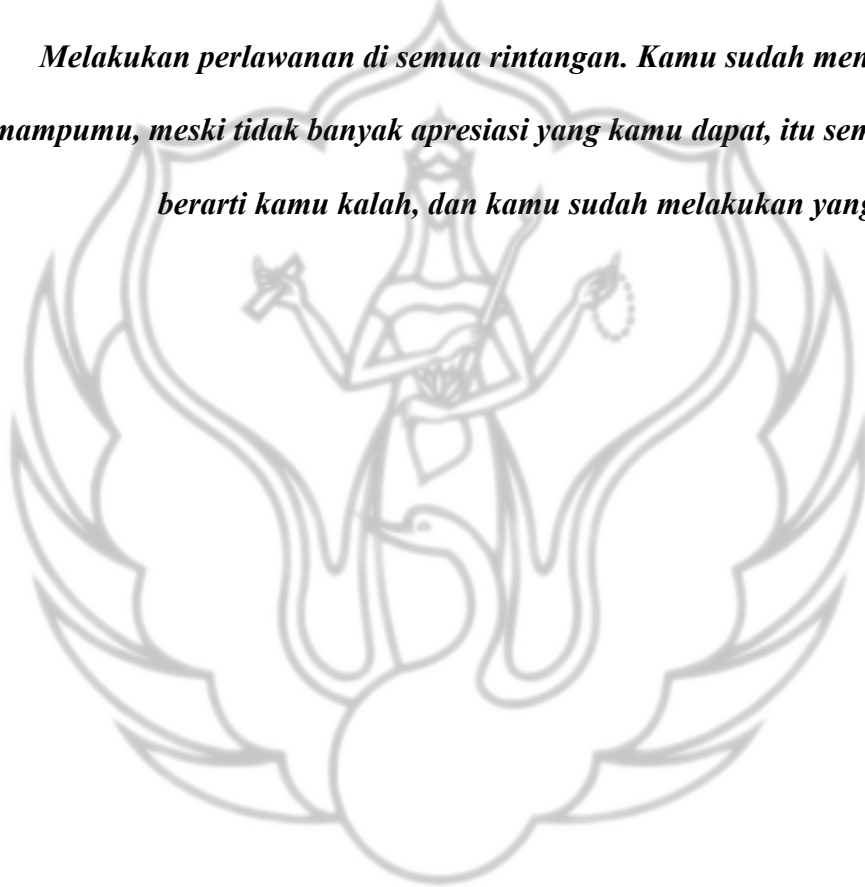 Melakukan perlawanan di semua rintangan. Kamu sudah
mampumu, meski tidak banyak apresiasi yang kamu dapat, itu
berarti kamu kalah, dan kamu sudah melakukan yang